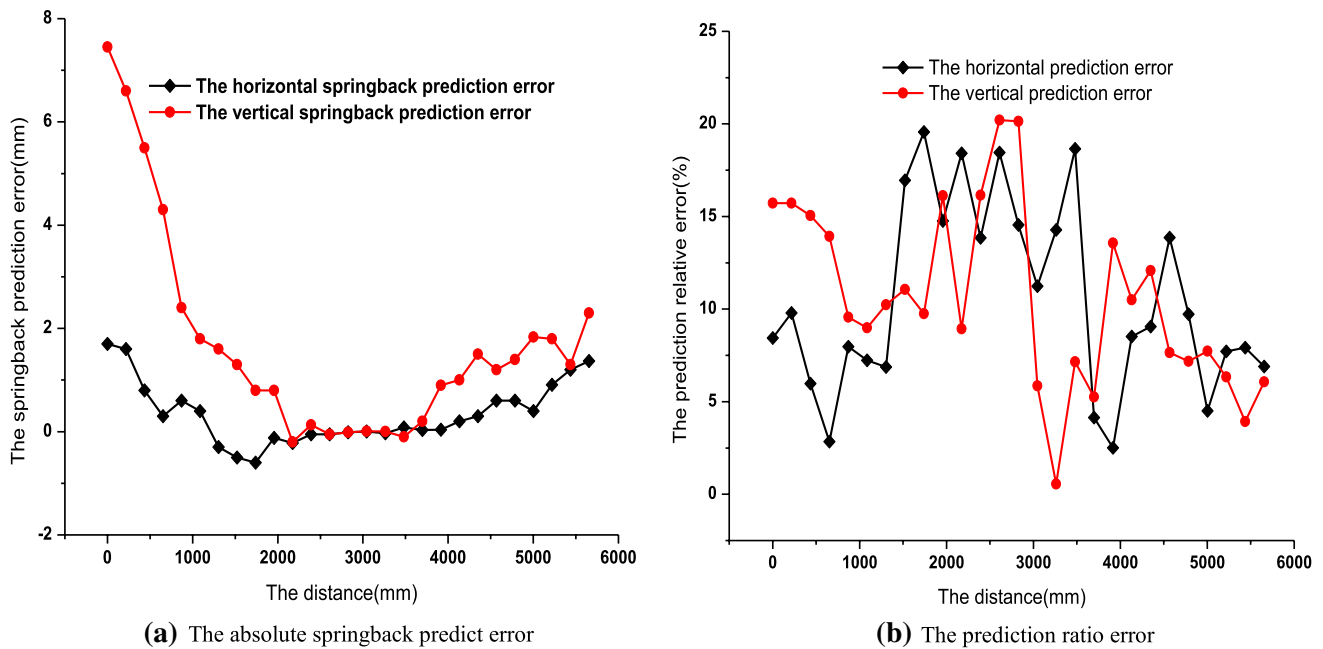 8
6
4
2
0
-2
The springback prediction error(mm)
The horizontal springback prediction error
The vertical springback prediction error
0 1000 2000 3000 4000 5000 6000
The distance(mm)
(a) The absolute springback predict error
25
20
15
10
5
0
The prediction relative error(%)
The horizontal prediction error
The vertical prediction error
0 1000 2000 3000 4000 5000 6000
The distance(mm)
(b) The prediction ratio error